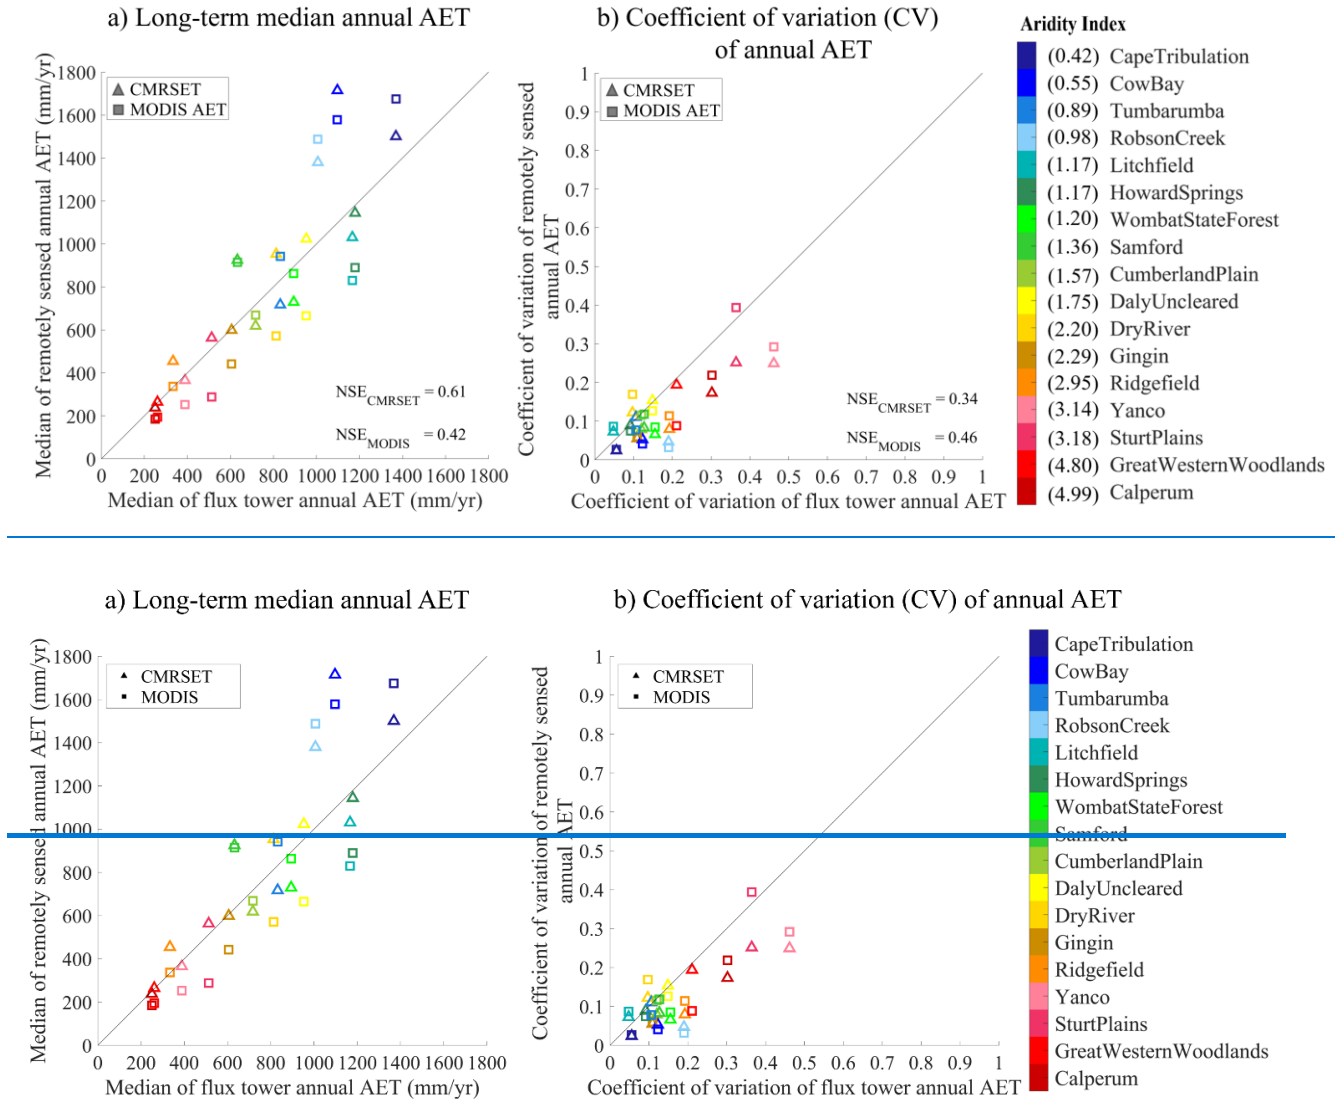 a) Long-term median annual AET
b) Coefficient of variation (CV)
of annual AET
Aridity Index
Median of remotely sensed annual AET (mm/yr)
1800
1600
1400
1200
1000
800
600
400
200
0
CMRSET
MODIS AET
NSE CMRSET = 0.61
NSE MODIS = 0.42
0 200 400 600 800 1000 1200 1400 1600 1800
Median of flux tower annual AET (mm/yr)
Coefficient of variation of remotely sensed
annual AET
1
0.9
0.8
0.7
0.6
0.5
0.4
0.3
0.2
0.1
0
CMRSET
MODIS AET
NSE CMRSET = 0.34
NSE MODIS = 0.46
0 0.1 0.2 0.3 0.4 0.5 0.6 0.7 0.8 0.9 1
Coefficient of variation of flux tower annual AET
(0.42) CapeTribulation
(0.55) CowBay
(0.89) Tumbarumba
(0.98) RobsonCreek
(1.17) Litchfield
(1.17) HowardSprings
(1.20) WombatStateForest
(1.36) Samford
(1.57) CumberlandPlain
(1.75) DalyUncleared
(2.20) DryRiver
(2.29) Gingin
(2.95) Ridgefield
(3.14) Yanco
(3.18) SturtPlains
(4.80) GreatWesternWoodlands
(4.99) Calperum
a) Long-term median annual AET
b) Coefficient of variation (CV) of annual AET
Median of remotely sensed annual AET (mm/yr)
1800
1600
1400
1200
1000
800
600
400
200
0
CMRSET
MODIS
0 200 400 600 800 1000 1200 1400 1600 1800
Median of flux tower annual AET (mm/yr)
Coefficient of variation of remotely sensed
annual AET
1
0.9
0.8
0.7
0.6
0.5
0.4
0.3
0.2
0.1
0
CMRSET
MODIS
0 0.1 0.2 0.3 0.4 0.5 0.6 0.7 0.8 0.9 1
Coefficient of variation of flux tower annual AET
CapeTribulation
CowBay
Tumbarumba
RobsonCreek
Litchfield
HowardSprings
WombatStateForest
Samford
CumberlandPlain
DalyUncleared
DryRiver
Gingin
Ridgefield
Yanco
SturtPlains
GreatWesternWoodlands
Calperum